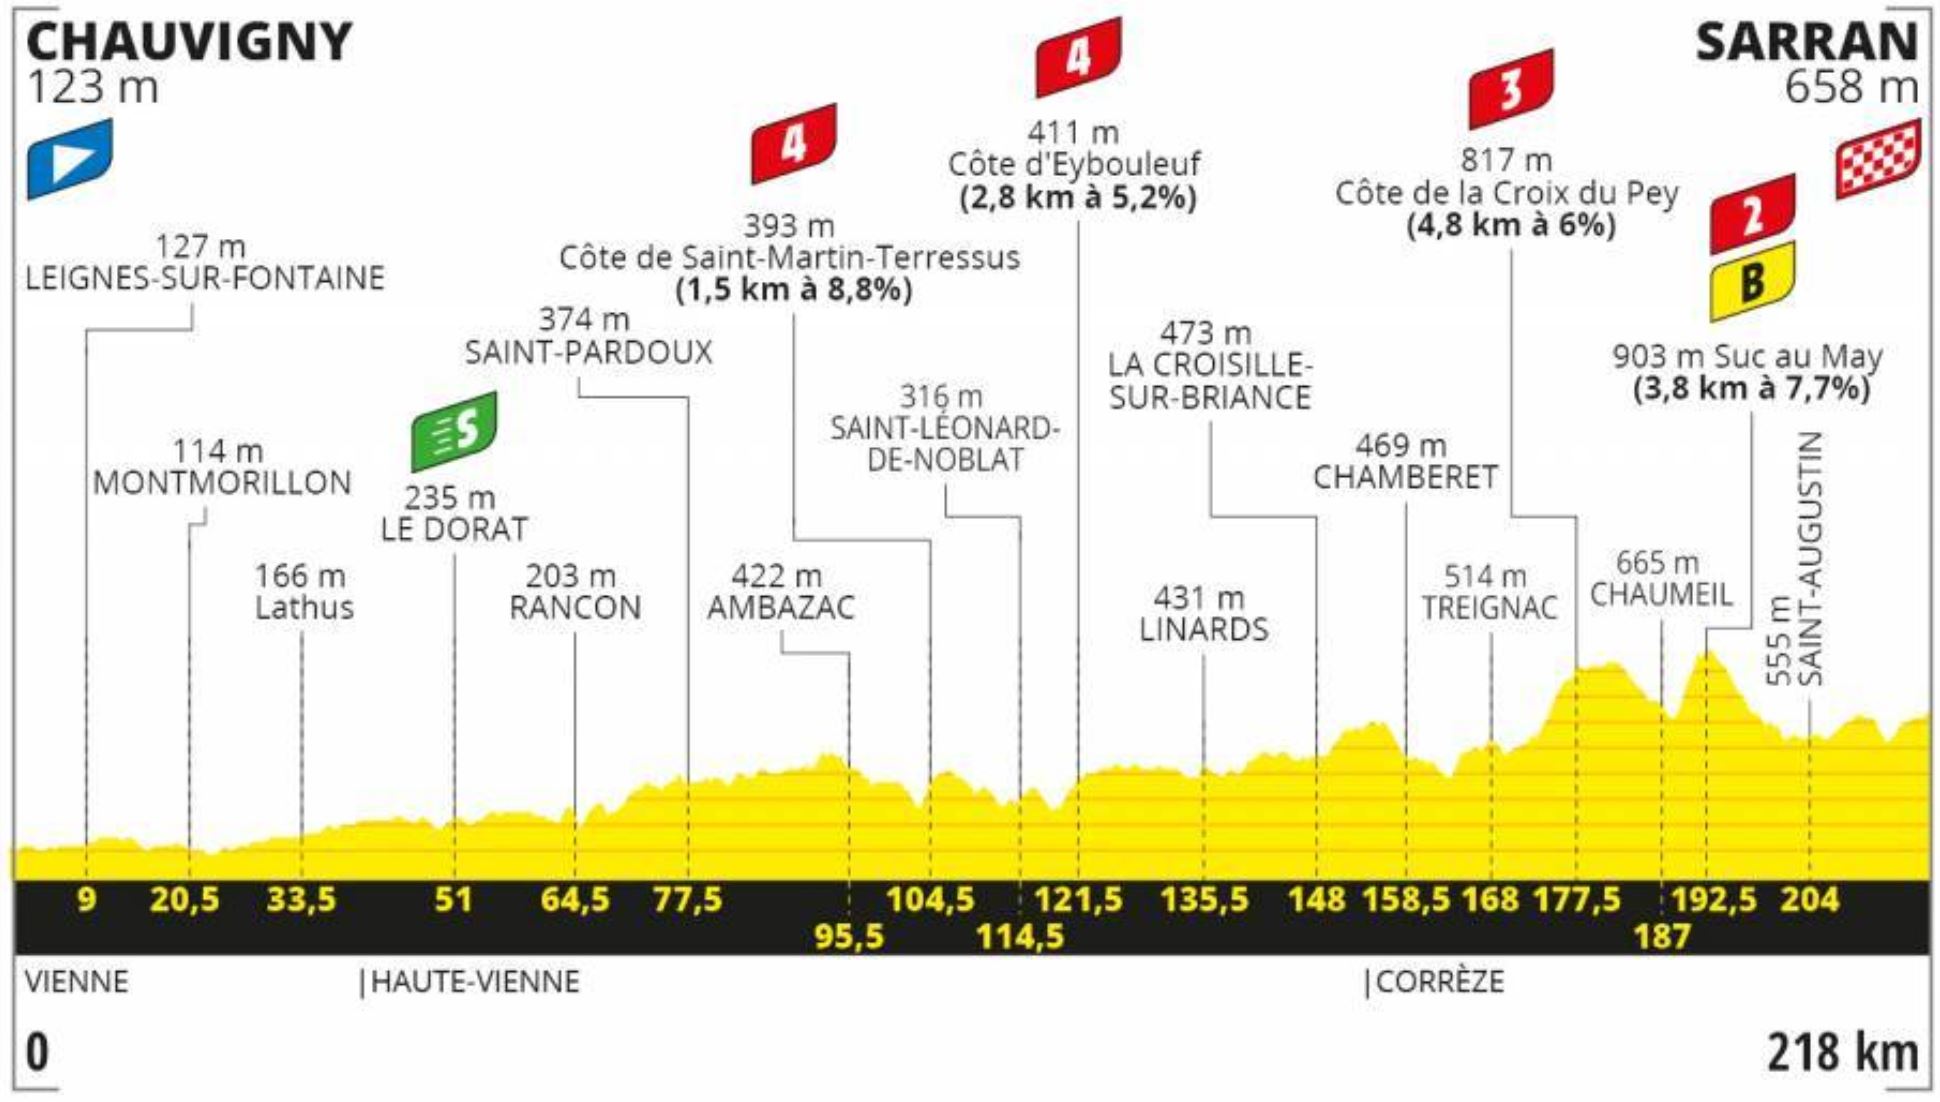 CHAUVIGNY
123 m
SARRAN
658 m
127 m
LEIGNES-SUR-FONTAINE
114 m
MONTMORILLON
166 m
Lathus
S
235 m
LE DORAT
203 m
RANCON
374 m
SAINT-PARDOUX
422 m
AMBAZAC
4
393 m
Côte de Saint-Martin-Terressus
(1,5 km à 8,8%)
316 m
SAINT-LÉONARD-
DE-NOBLAT
4
411 m
Côte d'Eybouleuf
(2,8 km à 5,2%)
431 m
LINARDS
473 m
LA CROISILLE-
SUR-BRIANCE
469 m
CHAMBERET
514 m
TREIGNAC
3
817 m
Côte de la Croix du Pey
(4,8 km à 6%)
665 m
CHAUMEIL
2
B
903 m Suc au May
(3,8 km à 7,7%)
555 m
SAINT-AUGUSTIN
9 20,5 33,5 51 64,5 77,5 104,5 121,5 135,5 148 158,5 168 177,5 192,5 204
95,5 114,5 187
VIENNE |HAUTE-VIENNE |CORRÈZE
0 218 km